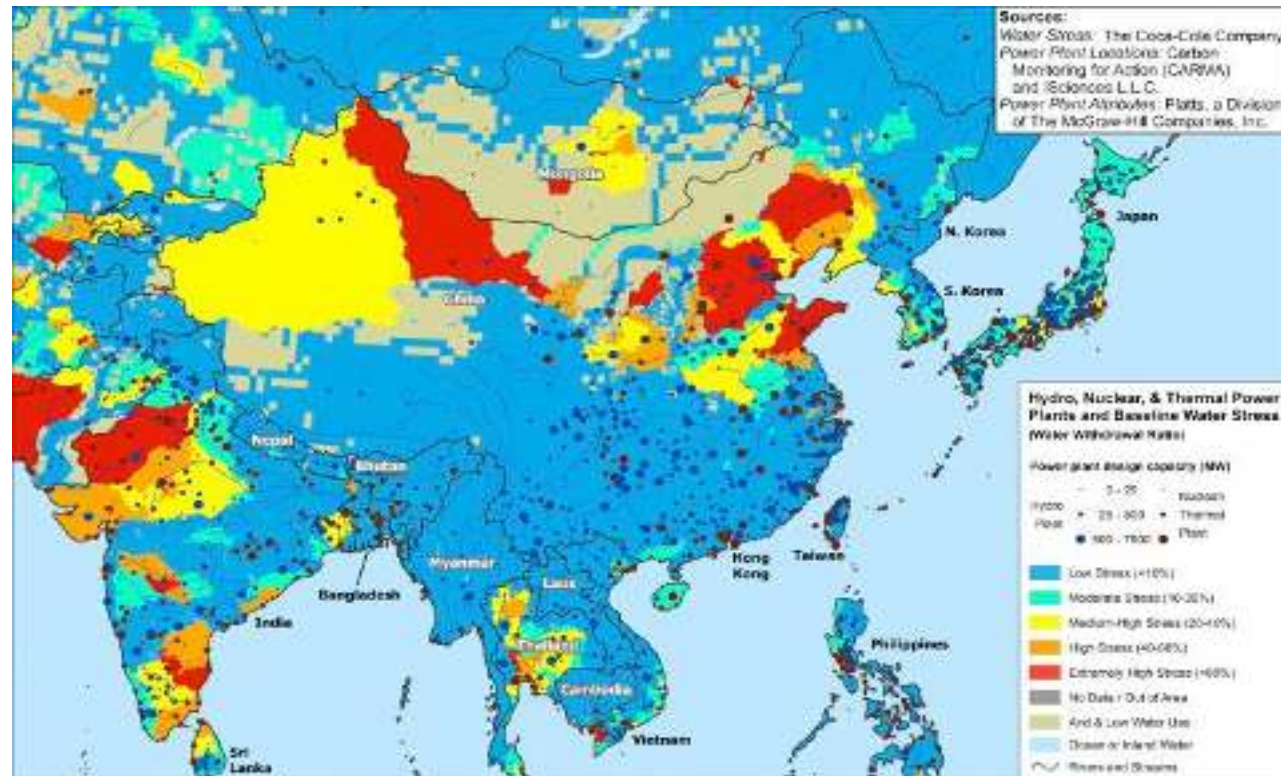 Sources:
Water Stress: The Coca-Cola Company
Power Plant Locations: Carbon
Monitoring for Action (CARMA)
and ISciences L.L.C.
Power Plant Attributes: Platts, a Division
of The McGraw-Hill Companies, Inc.
Mongolia
Japan
N. Korea
S. Korea
China
Nepal
Bhutan
Myanmar
Laos
Hong
Kong
Taiwan
Bangladesh
India
Thailand
Cambodia
Philippines
Vietnam
Sri
Lanka
Hydro, Nuclear, & Thermal Power
Plants and Baseline Water Stress
(Water Withdrawal Ratio)
Power plant design capacity (MW)
Hydro
Plant
Nuclear
Thermal
Plant
Low Stress (<10%)
Moderate Stress
Medium-High Stress (20-40%)
High Stress
Extremely High Stress
No Data / Out of Area
Arid & Low Water Use
Ocean or Inland Water
Rivers and Streams